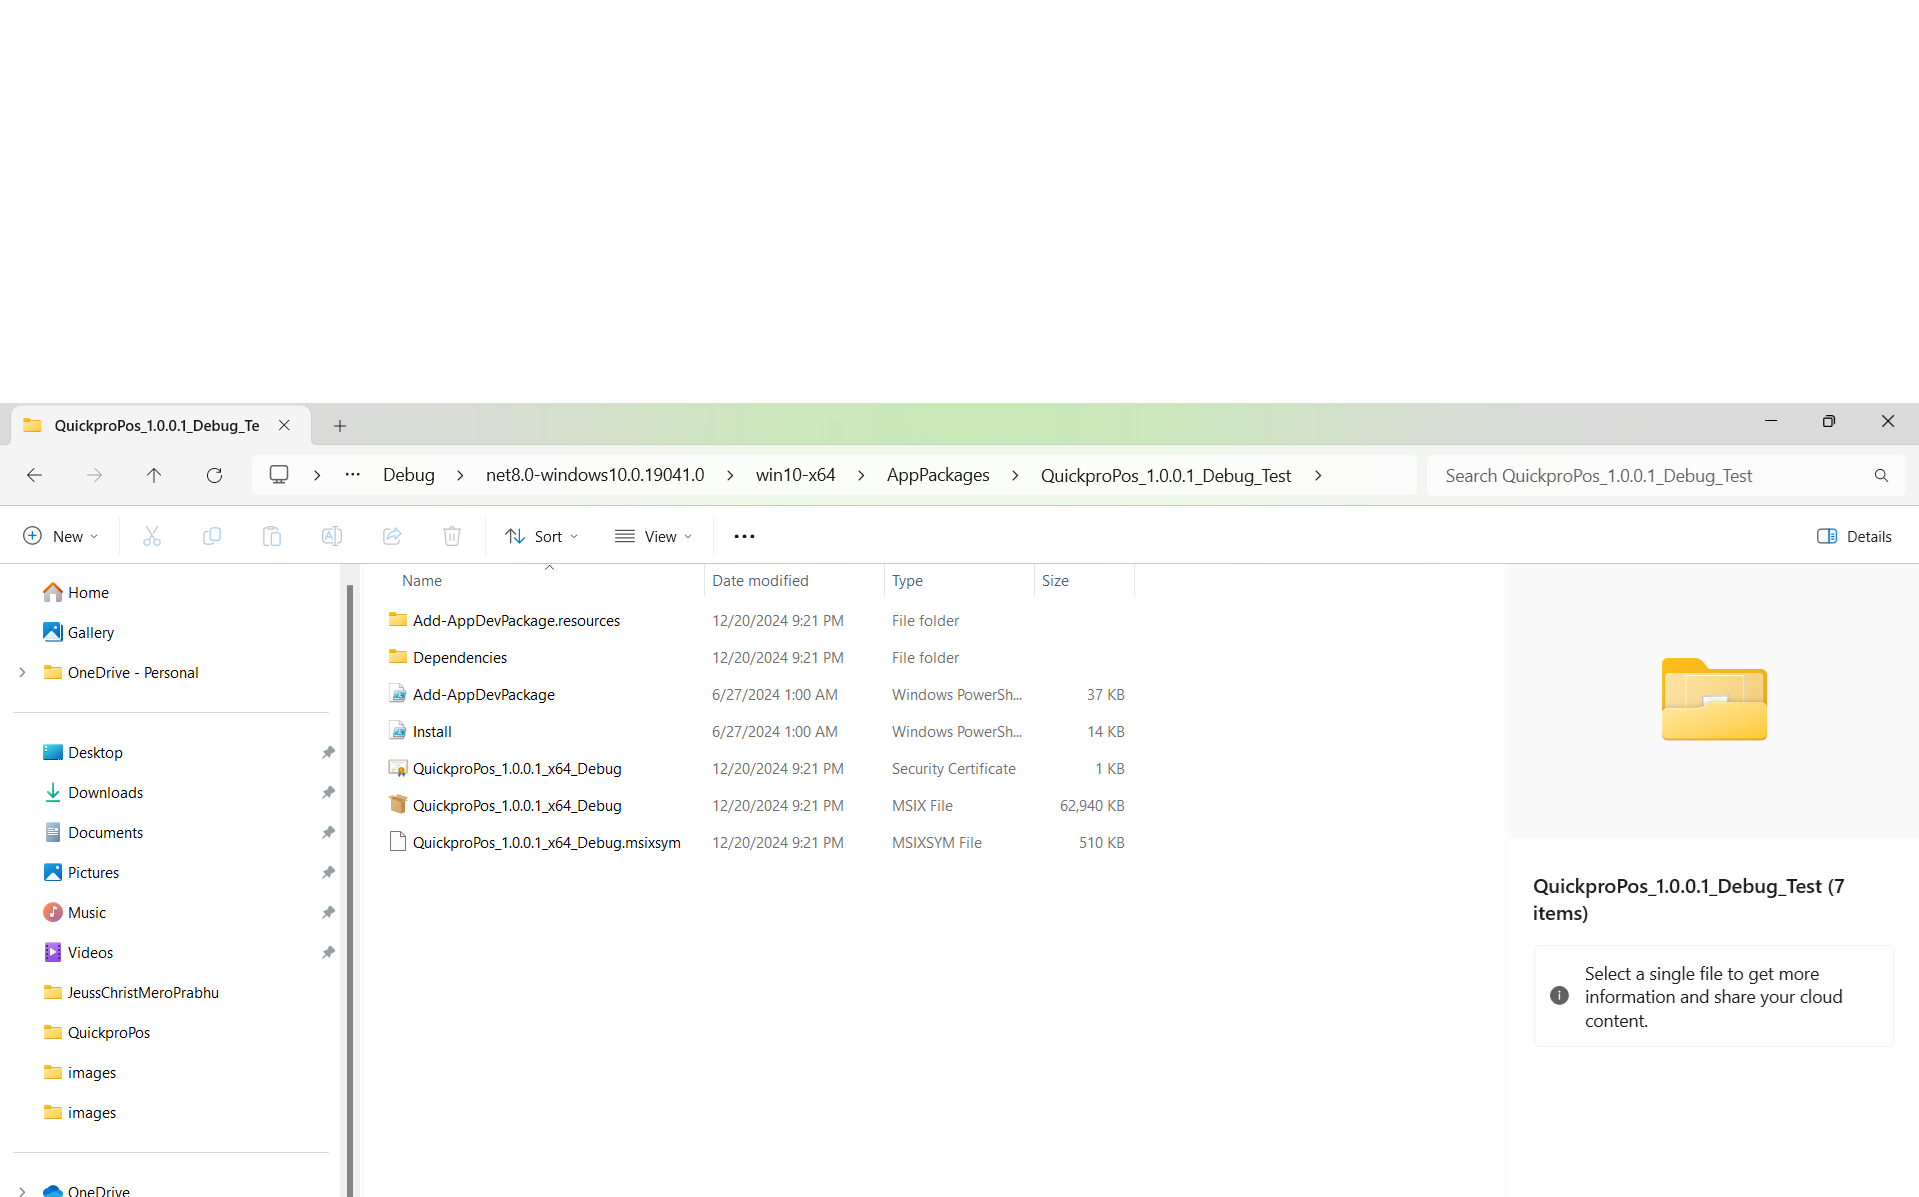 QuickproPos_1.0.0.1_Debug_Te
Debug net8.0-windows10.0.19041.0 win10-x64 AppPackages QuickproPos_1.0.0.1_Debug_Test
Search QuickproPos_1.0.0.1_Debug_Test
New Sort View Details
Home
Gallery
OneDrive - Personal
Desktop
Downloads
Documents
Pictures
Music
Videos
JeussChristMeroPrabhu
QuickproPos
images
images
OneDrive
Name Date modified Type Size
Add-AppDevPackage.resources 12/20/2024 9:21 PM File folder
Dependencies 12/20/2024 9:21 PM File folder
Add-AppDevPackage 6/27/2024 1:00 AM Windows PowerSh... 37 KB
Install 6/27/2024 1:00 AM Windows PowerSh... 14 KB
QuickproPos_1.0.0.1_x64_Debug 12/20/2024 9:21 PM Security Certificate 1 KB
QuickproPos_1.0.0.1_x64_Debug 12/20/2024 9:21 PM MSIX File 62,940 KB
QuickproPos_1.0.0.1_x64_Debug.msixsym 12/20/2024 9:21 PM MSIXSYM File 510 KB
QuickproPos_1.0.0.1_Debug_Test (7
items)
Select a single file to get more
information and share your cloud
content.